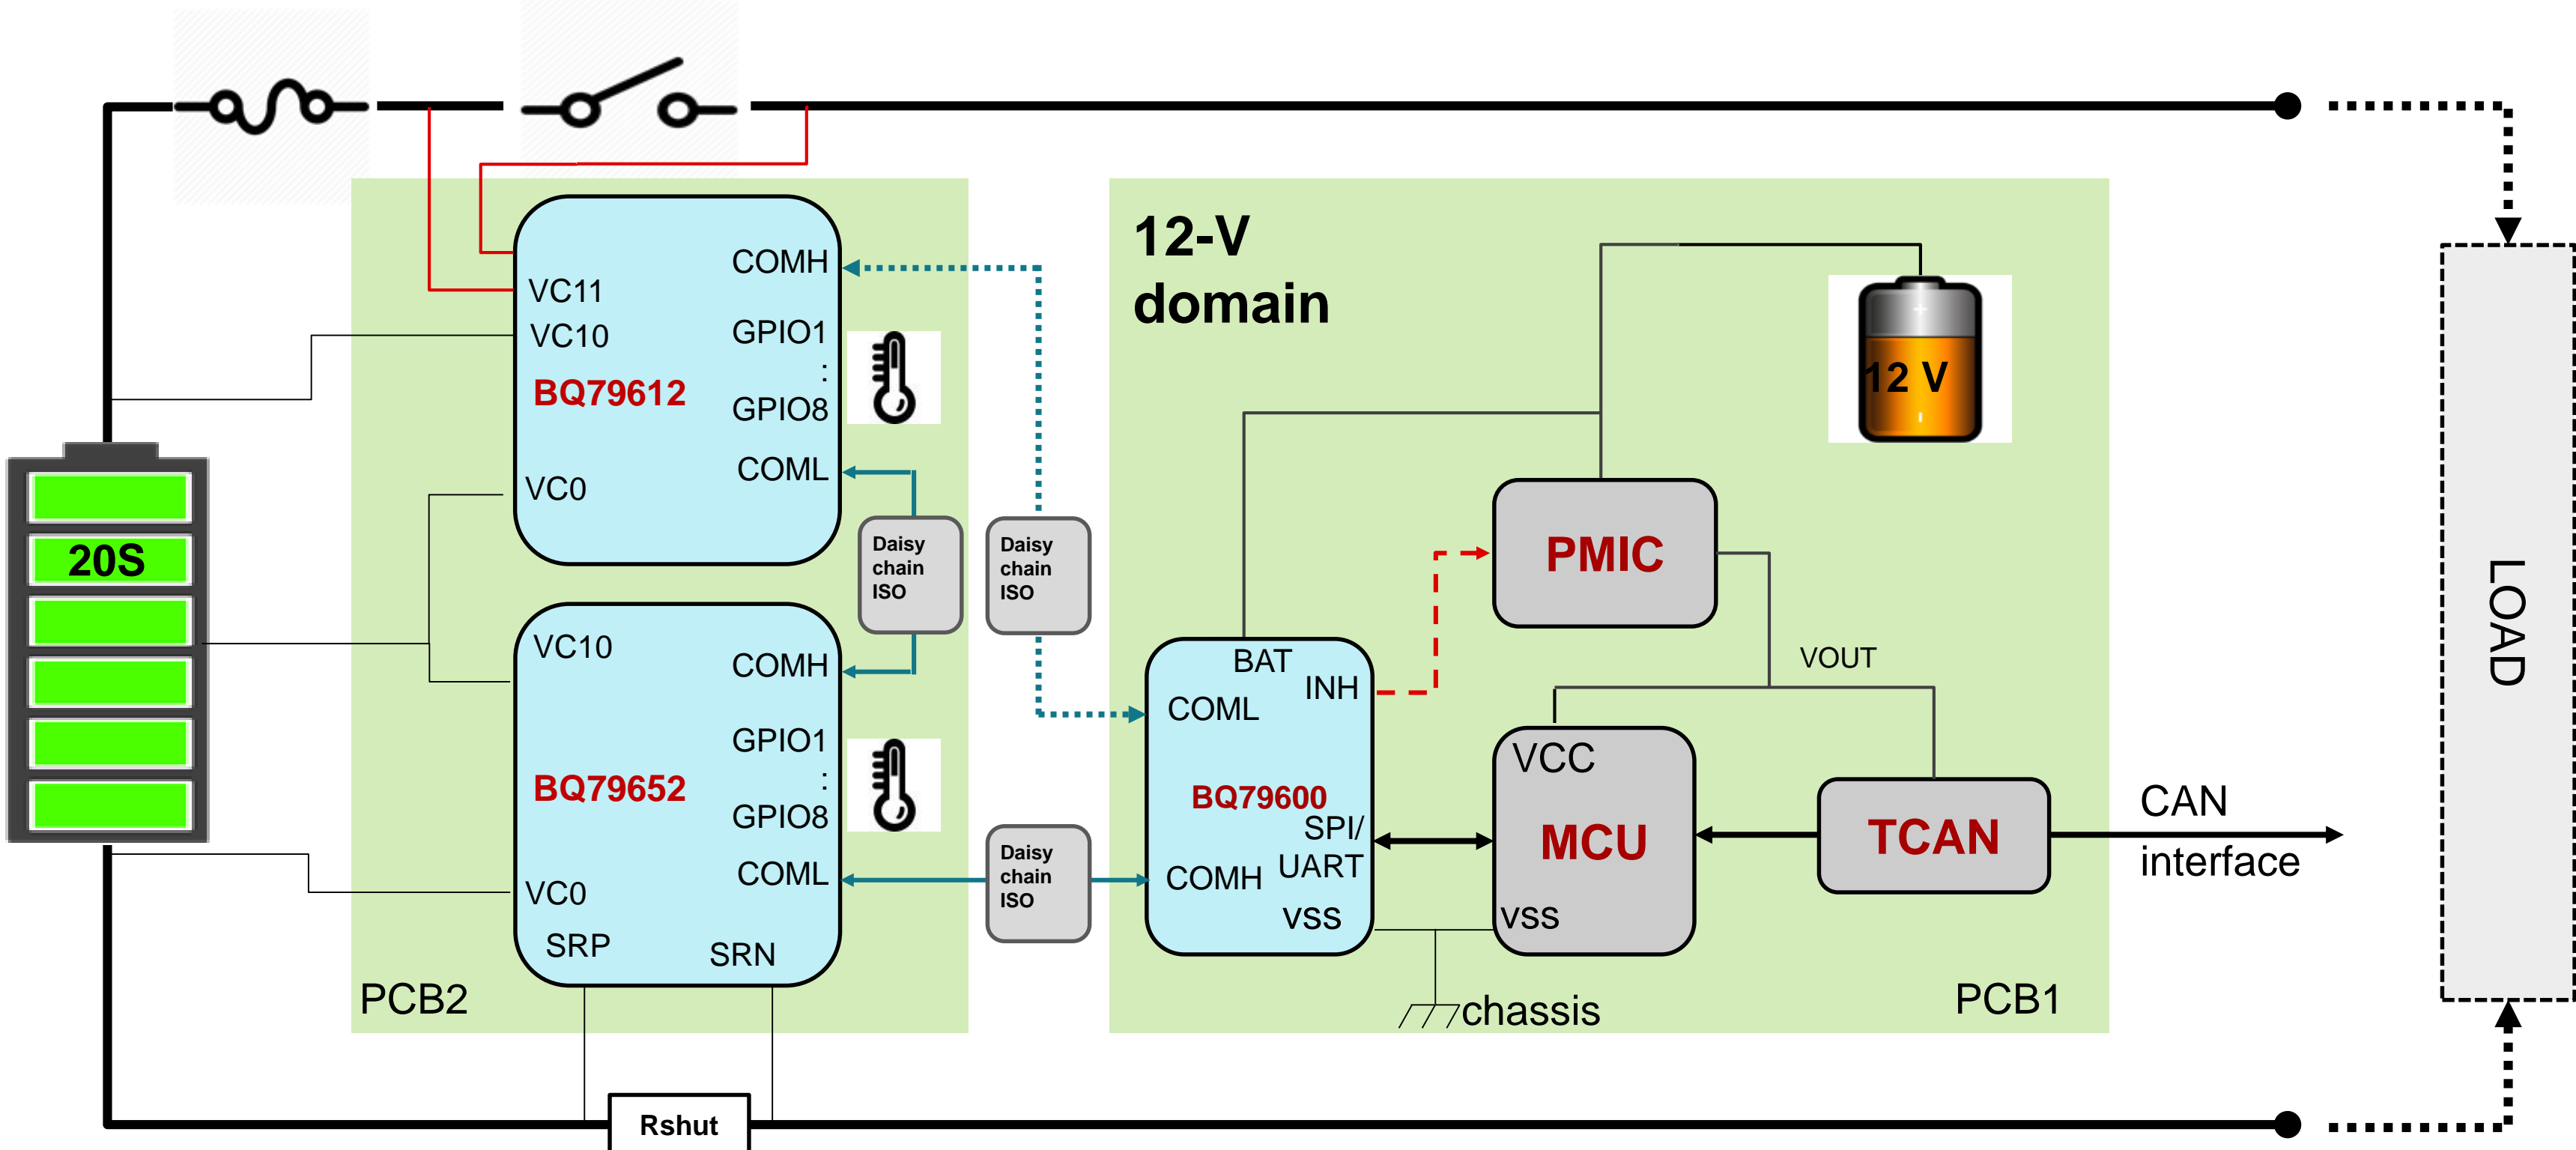 12-V
domain
12 V
COMH
VC11
VC10
GPIO1
:
BQ79612
GPIO8
COML
VC0
20S
Daisy
chain
ISO
Daisy
chain
ISO
VC10
COMH
GPIO1
:
BQ79652
GPIO8
COML
VC0
SRP
SRN
PCB2
Daisy
chain
ISO
PMIC
BAT
INH
COML
BQ79600
SPI/
UART
COMH
VSS
VOUT
VCC
MCU
VSS
TCAN
CAN
interface
chassis
PCB1
LOAD
Rshut